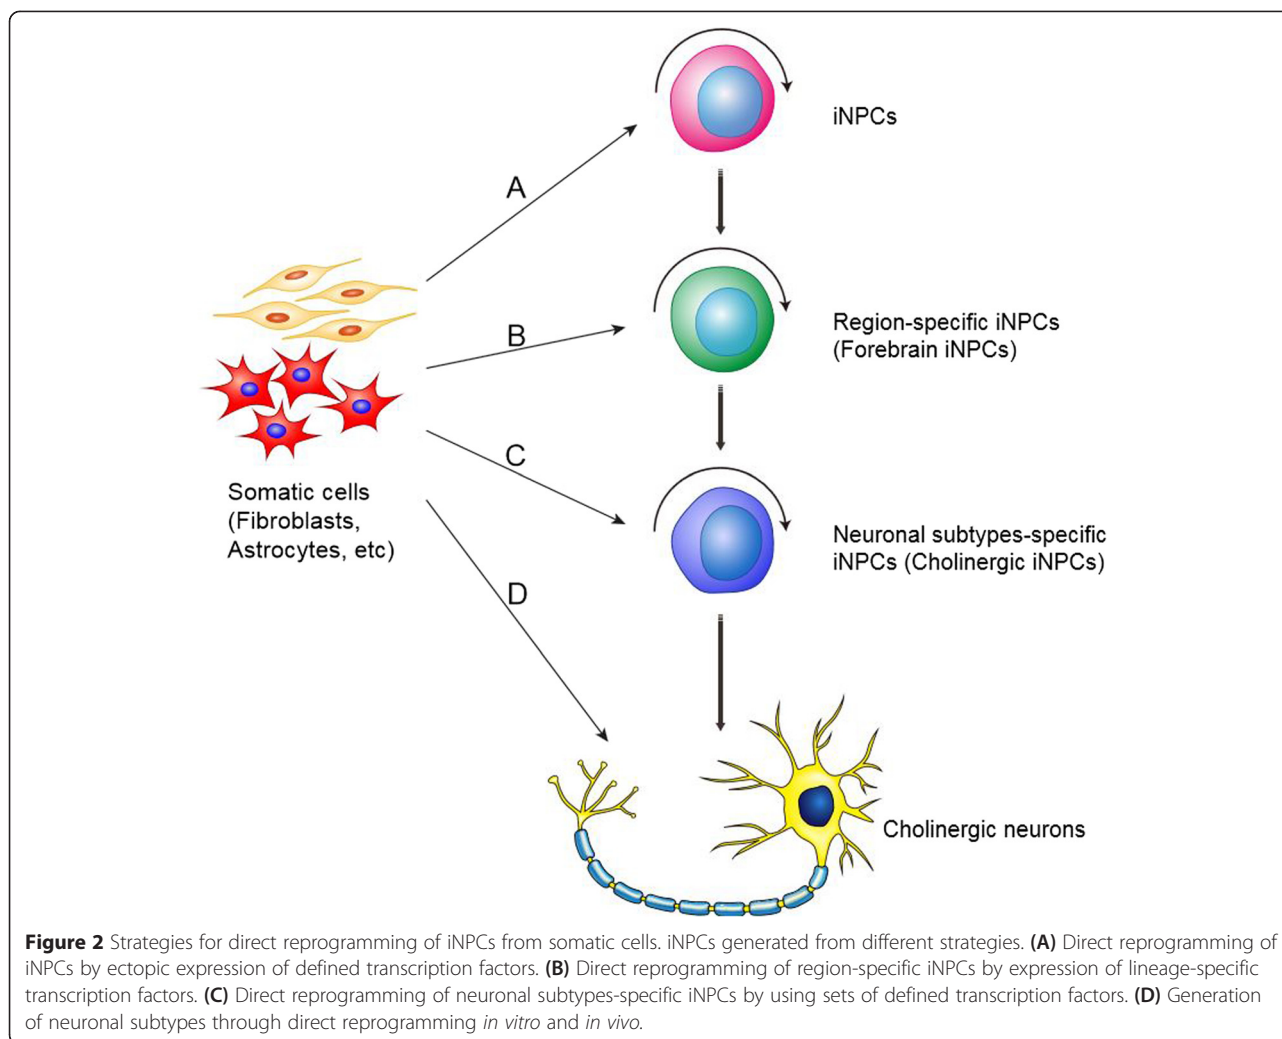 iNPCs
A
Region-specific iNPCs
(Forebrain iNPCs)
B
C
Somatic cells
(Fibroblasts,
Astrocytes, etc)
Neuronal subtypes-specific
iNPCs (Cholinergic iNPCs)
D
Cholinergic neurons
Figure 2 Strategies for direct reprogramming of iNPCs from somatic cells. iNPCs generated from different strategies. (A) Direct reprogramming of
iNPCs by ectopic expression of defined transcription factors. (B) Direct reprogramming of region-specific iNPCs by expression of lineage-specific
transcription factors. (C) Direct reprogramming of neuronal subtypes-specific iNPCs by using sets of defined transcription factors. (D) Generation
of neuronal subtypes through direct reprogramming in vitro and in vivo.